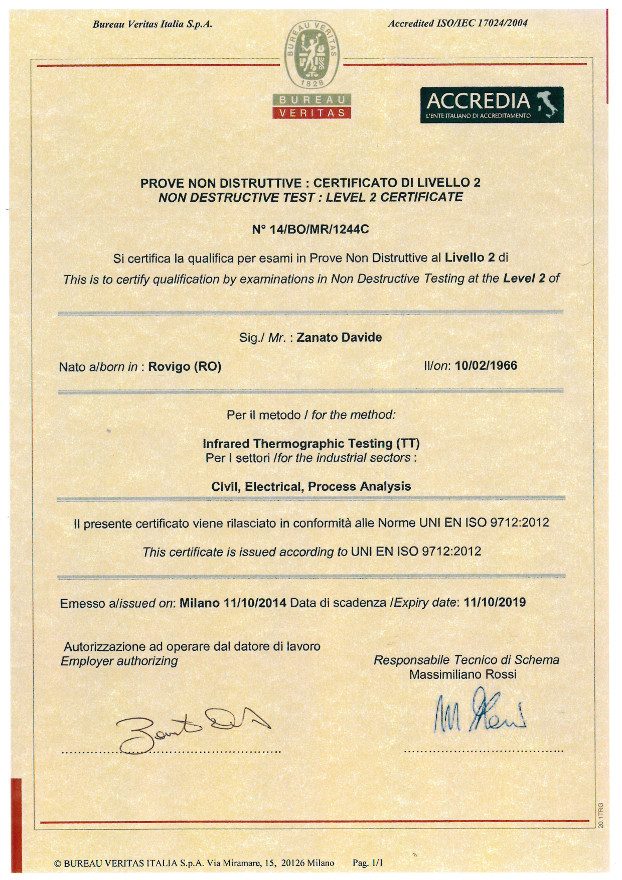 Bureau Veritas Italia S.p.A.
Accredited ISO/IEC 17024/2004
BUREAU VERITAS
1828
BUREAU
VERITAS
ACCREDIA
L'ENTE ITALIANO DI ACCREDITAMENTO
PROVE NON DISTRUTTIVE : CERTIFICATO DI LIVELLO 2
NON DESTRUCTIVE TEST : LEVEL 2 CERTIFICATE
N° 14/BO/MR/1244C
Si certifica la qualifica per esami in Prove Non Distruttive al Livello 2 di
This is to certify qualification by examinations in Non Destructive Testing at the Level 2 of
Sig./ Mr. : Zanato Davide
Nato a/born in : Rovigo (RO)
Il/on: 10/02/1966
Per il metodo / for the method:
Infrared Thermographic Testing (TT)
Per I settori /for the industrial sectors :
Civil, Electrical, Process Analysis
Il presente certificato viene rilasciato in conformità alle Norme UNI EN ISO 9712:2012
This certificate is issued according to UNI EN ISO 9712:2012
Emesso a/issued on: Milano 11/10/2014 Data di scadenza /Expiry date: 11/10/2019
Autorizzazione ad operare dal datore di lavoro
Employer authorizing
Responsabile Tecnico di Schema
Massimiliano Rossi
20.1TRG
© BUREAU VERITAS ITALIA S.p.A. Via Miramare, 15, 20126 Milano Pag. 1/1